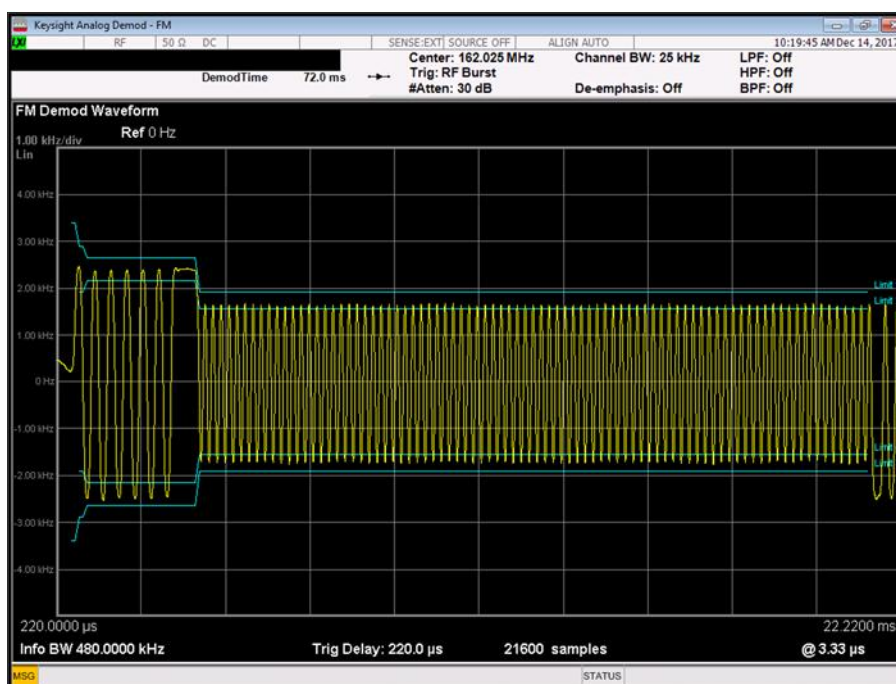 Keysight Analog Demod - FM
LXI RF 50 Ω DC SENSE:EXT SOURCE OFF ALIGN AUTO 10:19:45 AM Dec 14, 2017
Center: 162.025 MHz Channel BW: 25 kHz LPF: Off
DemodTime 72.0 ms Trig: RF Burst HPF: Off
#Atten: 30 dB De-emphasis: Off BPF: Off
FM Demod Waveform
1.00 kHz/div Ref 0 Hz
Lin
4.00 kHz
3.00 kHz
2.00 kHz
Limit
Limit
1.00 kHz
0 Hz
-1.00 kHz
Limit
Limit
-2.00 kHz
-3.00 kHz
-4.00 kHz
220.0000 µs 22.2200 ms
Info BW 480.0000 kHz Trig Delay: 220.0 µs 21600 samples @ 3.33 µs
MSG STATUS